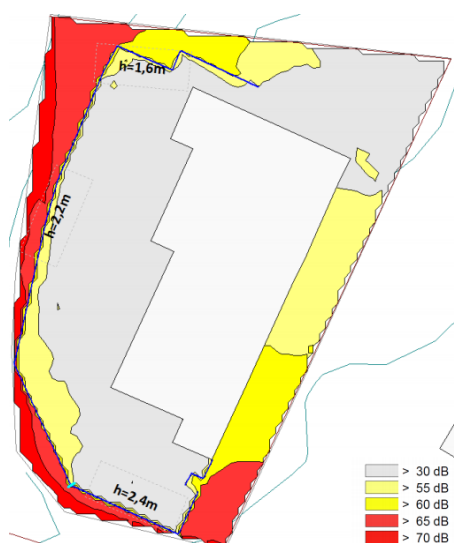 h=1,6m
h=2,2m
h=2,4m
> 30 dB
> 55 dB
> 60 dB
> 65 dB
> 70 dB